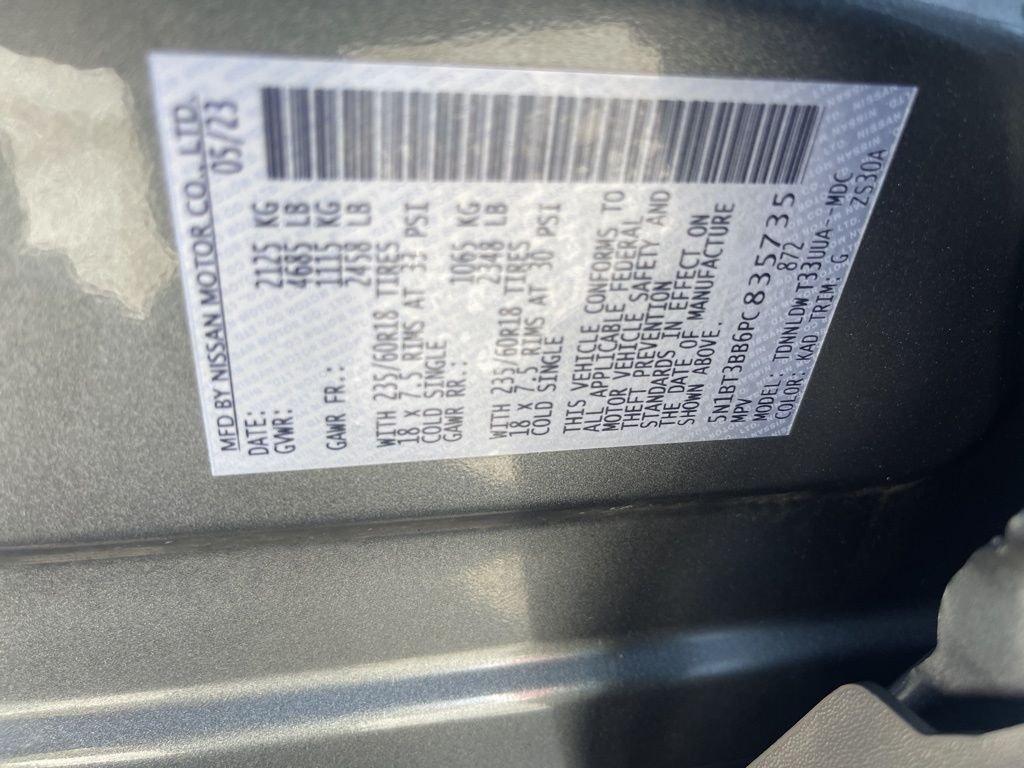 MFD BY NISSAN MOTOR CO., LTD.
DATE: 05/23
GVWR: 2125 KG
4685 LB
GAWR FR.: 1115 KG
2458 LB
WITH 235/60R18 TIRES
18 x 7.5 RIMS AT 33 PSI
COLD SINGLE
GAWR RR.: 1065 KG
2348 LB
WITH 235/60R18 TIRES
18 x 7.5 RIMS AT 30 PSI
COLD SINGLE
THIS VEHICLE CONFORMS TO
ALL APPLICABLE FEDERAL
MOTOR VEHICLE SAFETY AND
THEFT PREVENTION
STANDARDS IN EFFECT ON
THE DATE OF MANUFACTURE
SHOWN ABOVE.
5N1BT3BB6PC835735
MPV 872
MODEL: TDNNLDWT33UUA--MDC
COLOR: KAD TRIM: G ZS30A